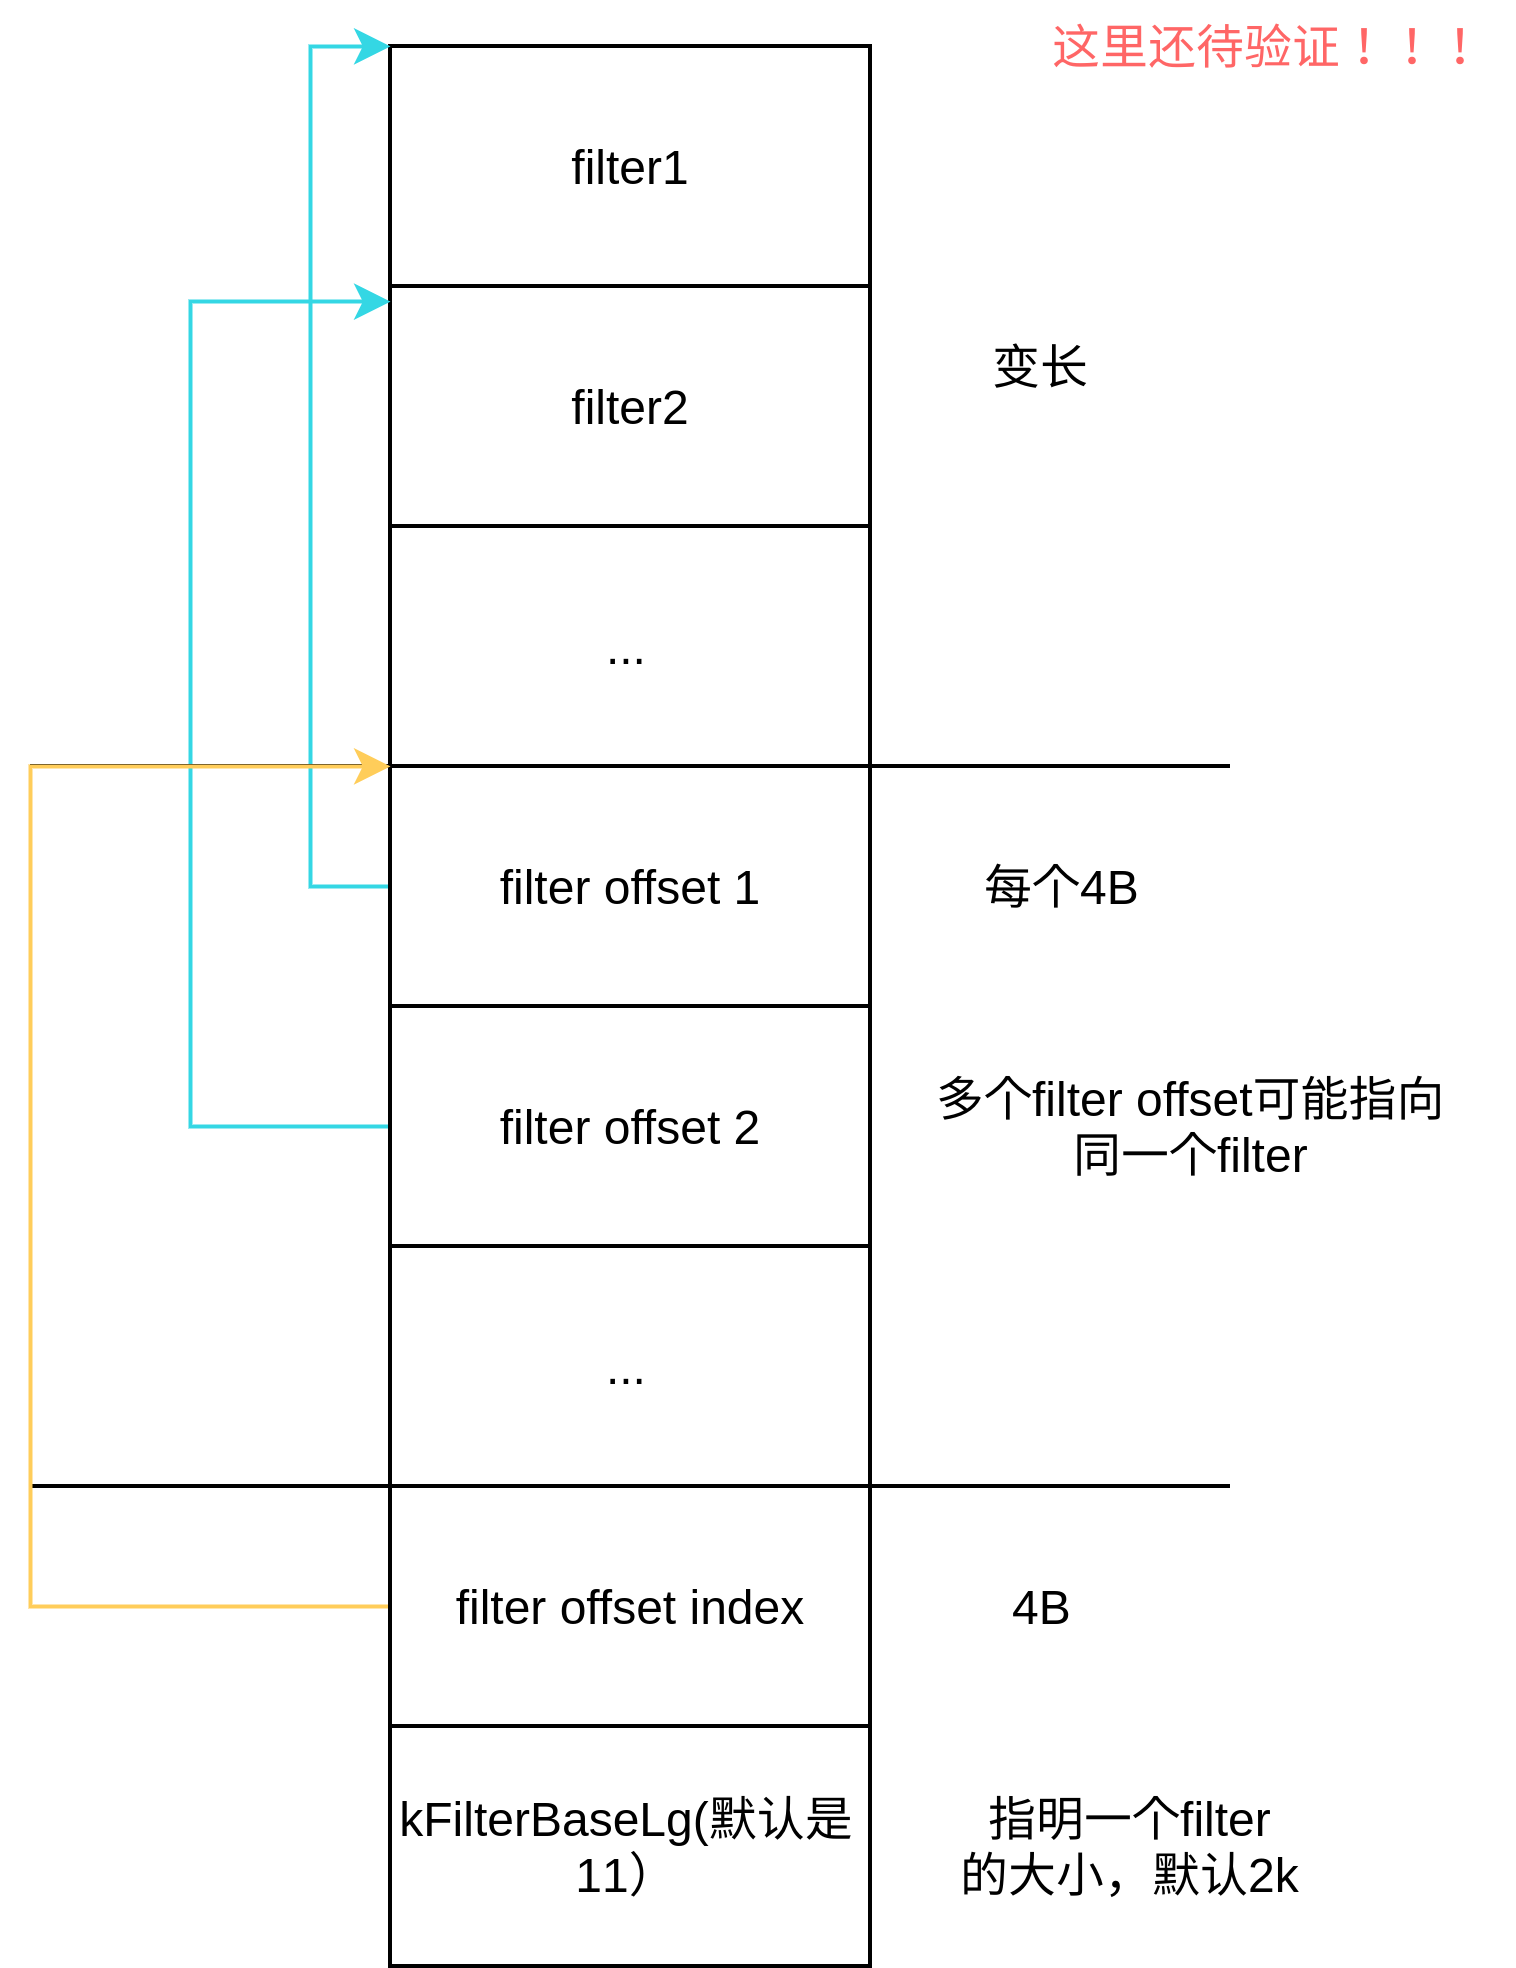 这里还待验证！！！
filter1
filter2
变长
...
filter offset 1
每个4B
filter offset 2
多个filter offset可能指向
同一个filter
...
filter offset index
4B
kFilterBaseLg(默认是
11）
指明一个filter
的大小，默认2k